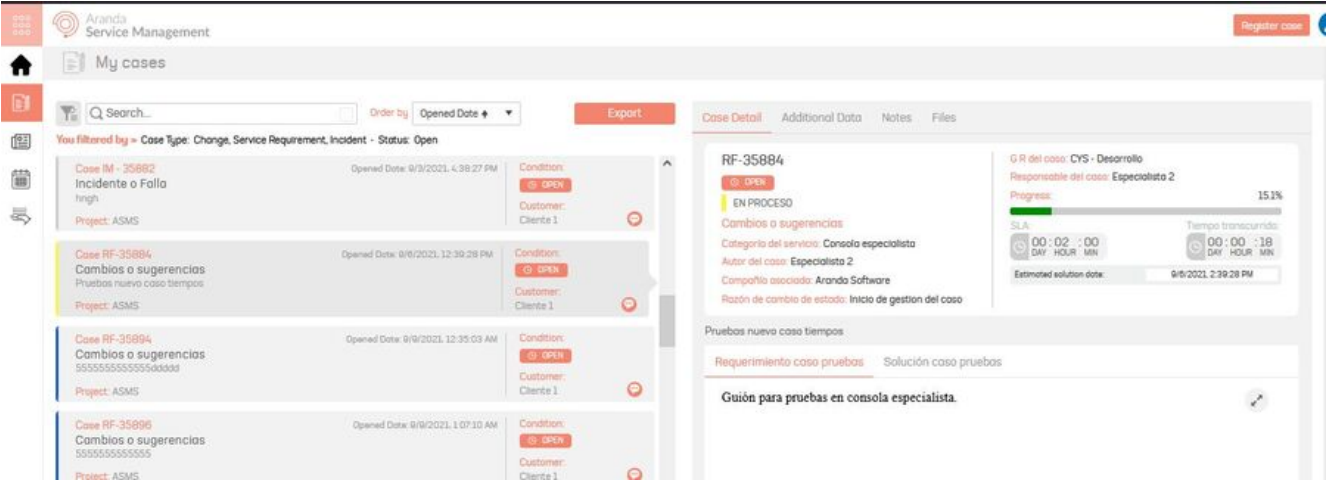 Aranda
Service Management
Register case
My cases
Search...
Order by
Opened Date
Export
You filtered by » Case Type: Change, Service Requirement, Incident - Status: Open
Case IM - 35882
Opened Date: 9/3/2021, 4:38:27 PM
Incidente o Falla
hngh
Project: ASMS
Condition:
OPEN
Customer:
Cliente 1
Case RF-35884
Opened Date: 9/6/2021, 12:39:28 PM
Cambios o sugerencias
Pruebas nuevo caso tiempos
Project: ASMS
Condition:
OPEN
Customer:
Cliente 1
Case RF-35894
Opened Date: 9/9/2021, 12:35:03 AM
Cambios o sugerencias
5555555555555ddddd
Project: ASMS
Condition:
OPEN
Customer:
Cliente 1
Case RF-35896
Opened Date: 9/9/2021, 1:07:10 AM
Cambios o sugerencias
5555555555555
Project: ASMS
Condition:
OPEN
Customer:
Cliente 1
Case Detail
Additional Data
Notes
Files
RF-35884
OPEN
EN PROCESO
Cambios o sugerencias
Categoría del servicio: Consola especialista
Autor del caso: Especialista 2
Compañía asociada: Aranda Software
Razón de cambio de estado: Inicio de gestion del caso
G R del caso: CYS - Desarrollo
Responsable del caso: Especialista 2
Progress: 15.1%
SLA:
00 : 02 : 00
DAY HOUR MIN
Tiempo transcurrido:
00 : 00 : 18
DAY HOUR MIN
Estimated solution date: 9/6/2021, 2:39:28 PM
Pruebas nuevo caso tiempos
Requerimiento caso pruebas
Solución caso pruebas
Guión para pruebas en consola especialista.